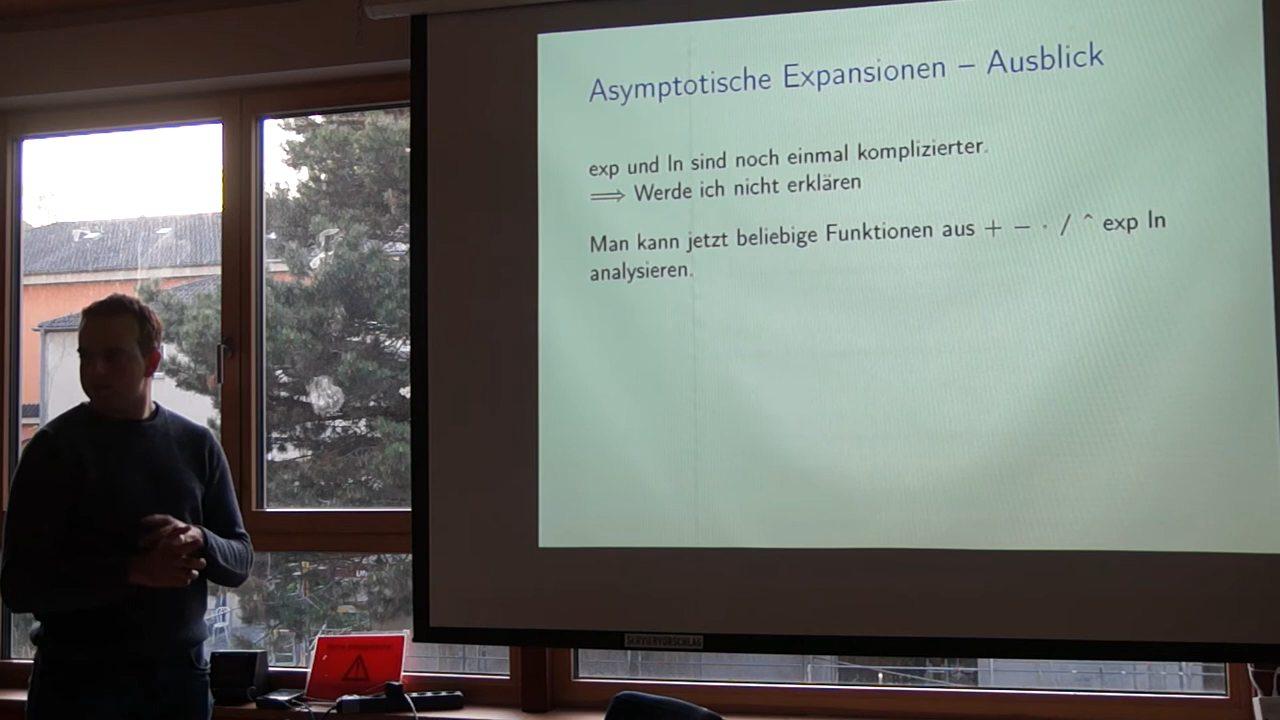 Asymptotische Expansionen – Ausblick
exp und ln sind noch einmal komplizierter.
⟹ Werde ich nicht erklären
Man kann jetzt beliebige Funktionen aus + − · / ^ exp ln
analysieren.
SERVIERVORSCHLAG